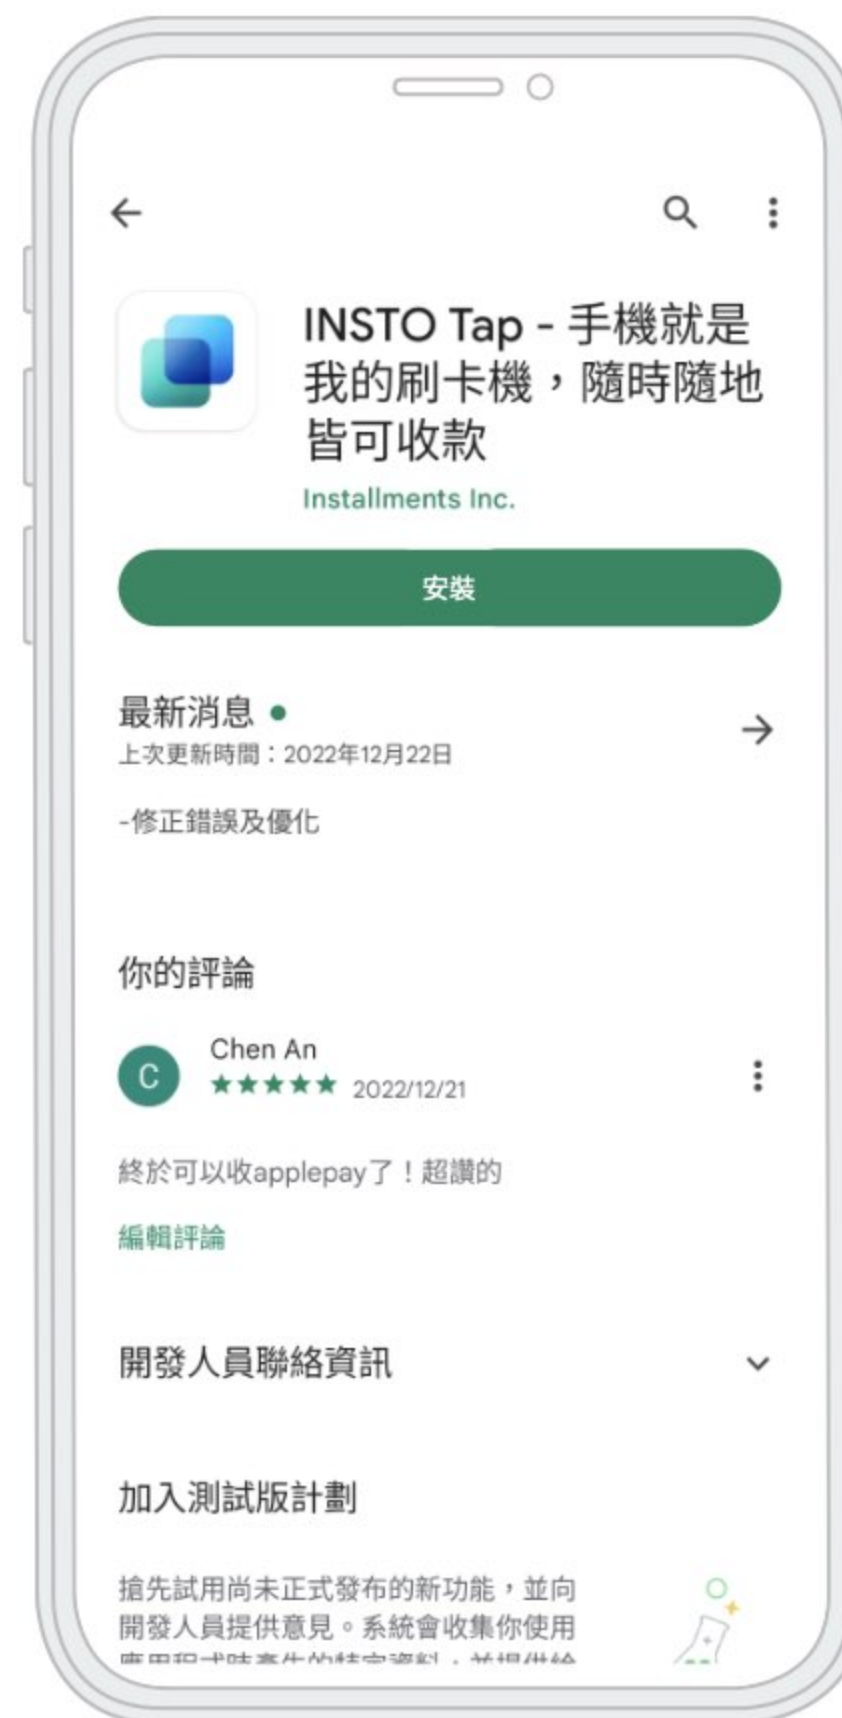 INSTO Tap - 手機就是
我的刷卡機，隨時隨地
皆可收款
Installments Inc.
安裝
最新消息
上次更新時間：2022年12月22日
-修正錯誤及優化
你的評論
C
Chen An
★★★★★ 2022/12/21
終於可以收applepay了！超讚的
編輯評論
開發人員聯絡資訊
加入測試版計劃
搶先試用尚未正式發布的新功能，並向
開發人員提供意見。系統會收集你使用